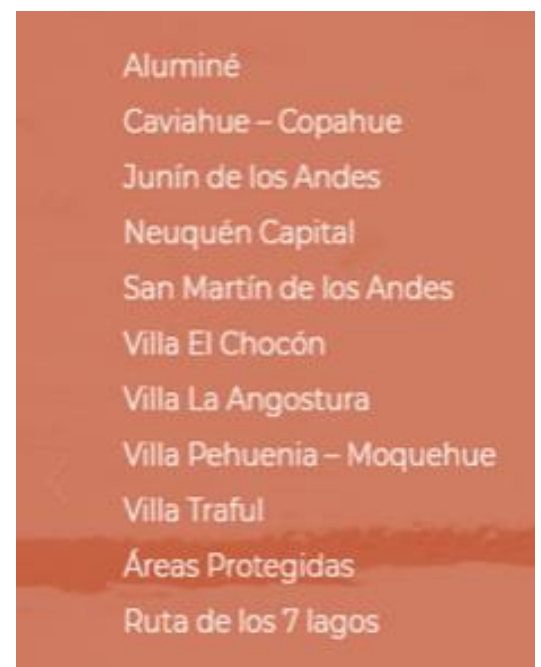 Aluminé
Caviahue – Copahue
Junín de los Andes
Neuquén Capital
San Martín de los Andes
Villa El Chocón
Villa La Angostura
Villa Pehuenia – Moquehue
Villa Traful
Áreas Protegidas
Ruta de los 7 lagos